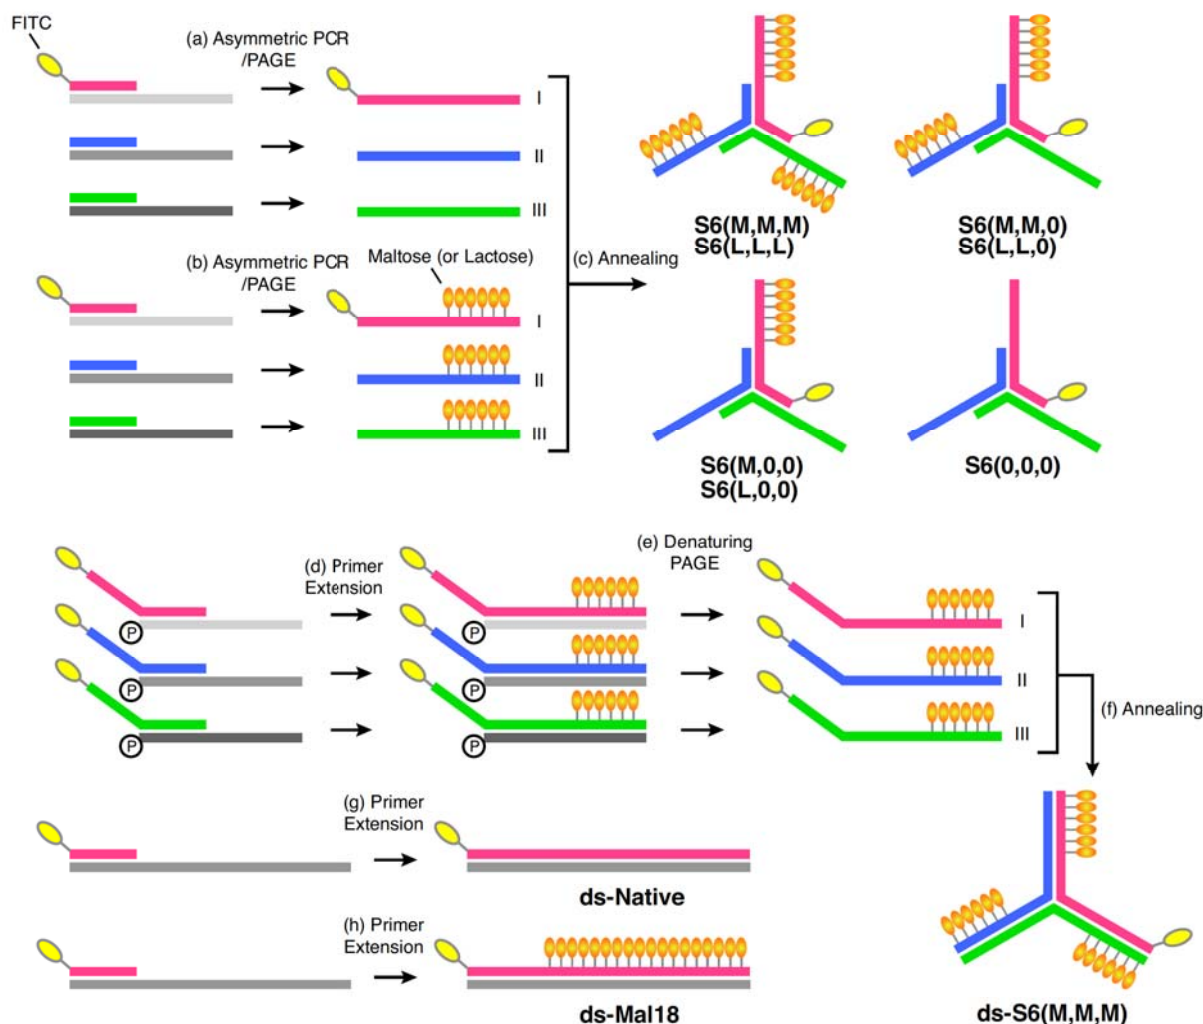 FITC
(a) Asymmetric PCR
/PAGE
I
II
III
(b) Asymmetric PCR
/PAGE
Maltose (or Lactose)
I
II
III
(c) Annealing
S6(M,M,M)
S6(L,L,L)
S6(M,M,0)
S6(L,L,0)
S6(M,0,0)
S6(L,0,0)
S6(0,0,0)
(d) Primer
Extension
P
P
P
P
P
P
(e) Denaturing
PAGE
I
II
III
(f) Annealing
(g) Primer
Extension
ds-Native
(h) Primer
Extension
ds-Mal18
ds-S6(M,M,M)